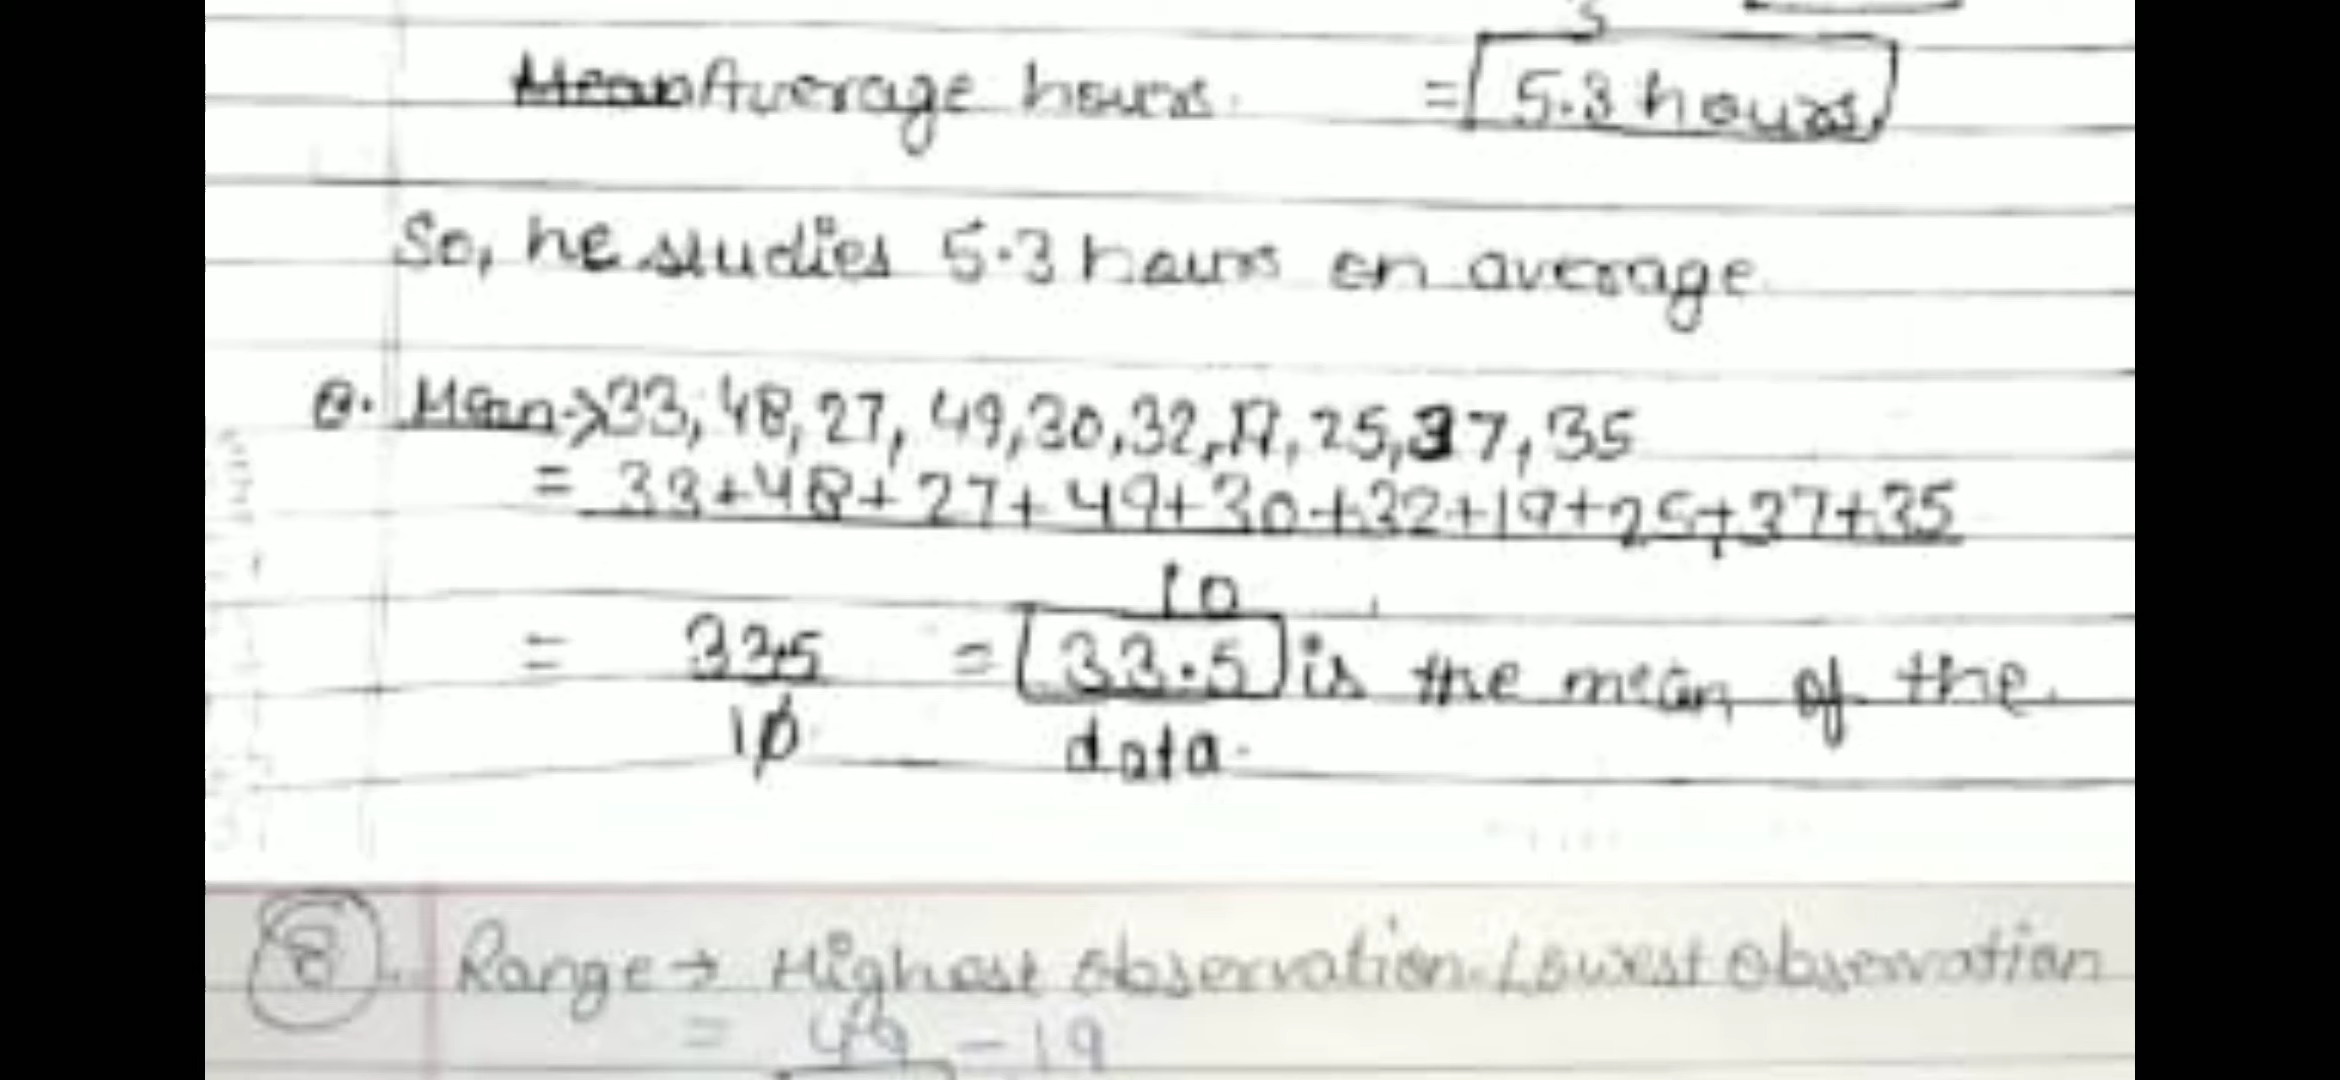 Average hours. = 5.3 hours
So, he studies 5.3 hours on average.
Q. Mean→33, 48, 27, 49, 30, 32, 19, 25, 37, 35
= 33+48+27+49+30+32+19+25+37+35
10
= 335 = 33.5 is the mean of the
10 data.
8. Range → Highest observation-Lowest observation
= 49 - 19